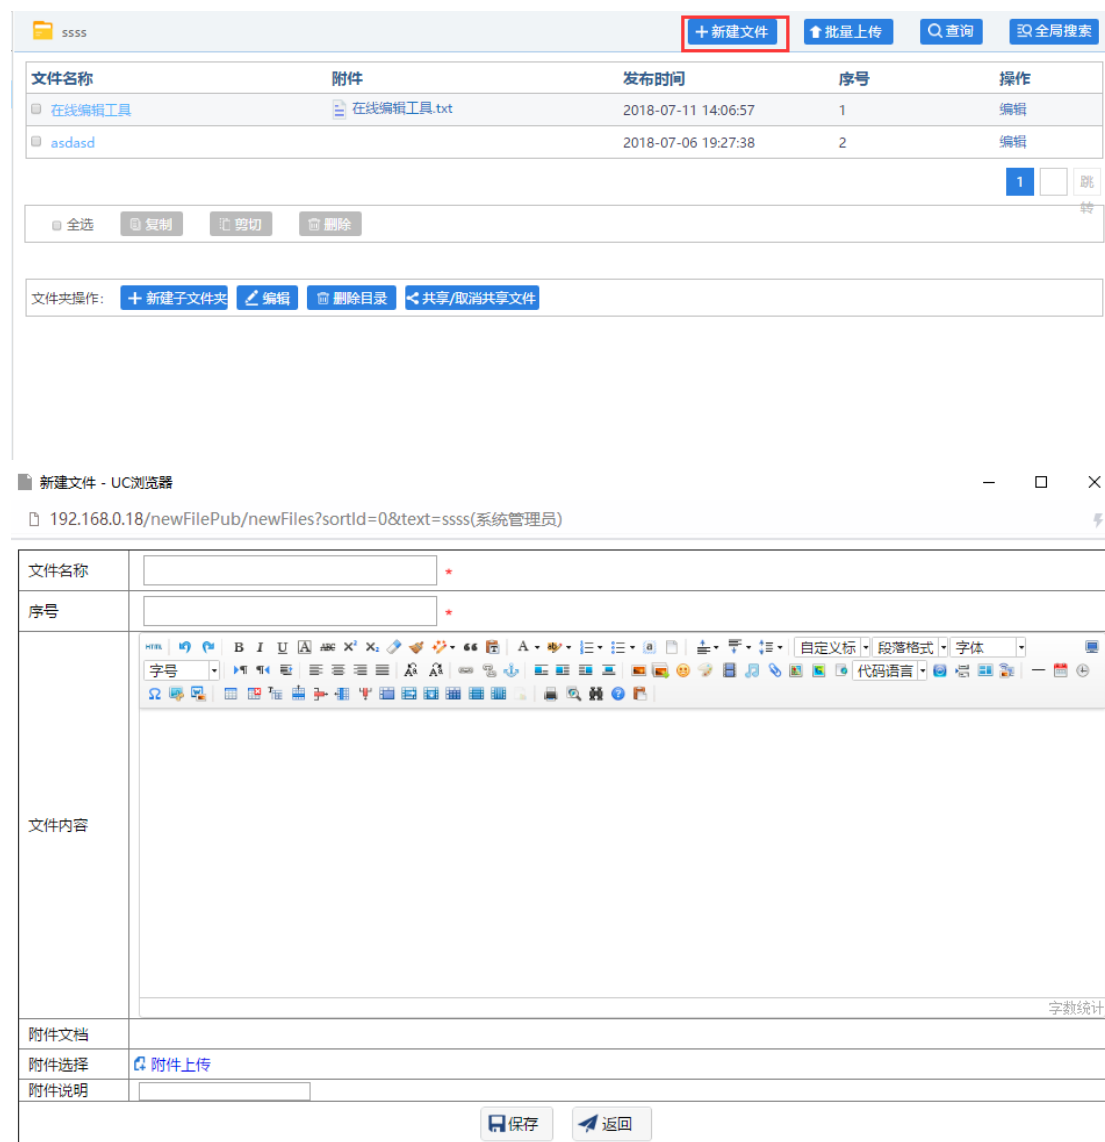 ssss 新建文件 批量上传 查询 全局搜索
文件名称 附件 发布时间 序号 操作
在线编辑工具 在线编辑工具.txt 2018-07-11 14:06:57 1 编辑
asdasd 2018-07-06 19:27:38 2 编辑
1 跳
转
全选 复制 剪切 删除
文件夹操作: 新建子文件夹 编辑 删除目录 共享/取消共享文件
新建文件 - UC浏览器
192.168.0.18/newFilePub/newFiles?sortId=0&text=ssss(系统管理员)
文件名称 *
序号 *
HTML B I U A ABC X² X₂ A 自定义标 段落格式 字体
字号 代码语言
Ω
文件内容
字数统计
附件文档
附件选择 附件上传
附件说明
保存 返回